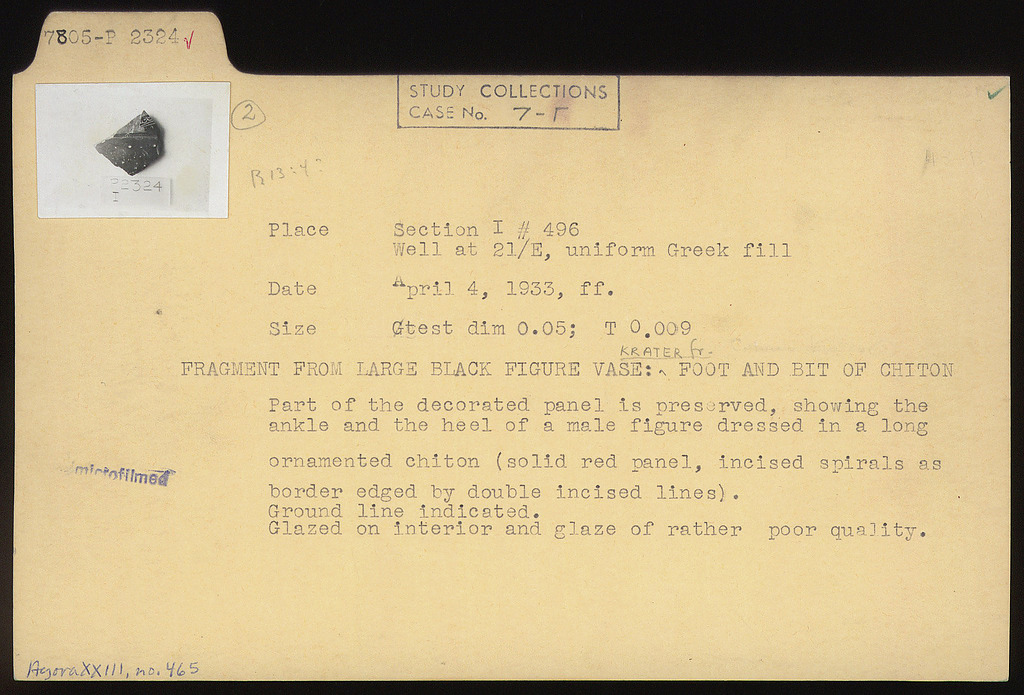 7805-P 2324 √
STUDY COLLECTIONS
CASE No. 7-Γ
2
P2324
I
R 13:4?
Place Section I # 496
Well at 21/E, uniform Greek fill
Date April 4, 1933, ff.
Size Gtest dim 0.05; T 0.009
KRATER fr.
FRAGMENT FROM LARGE BLACK FIGURE VASE: ‸ FOOT AND BIT OF CHITON
Part of the decorated panel is preserved, showing the
ankle and the heel of a male figure dressed in a long
ornamented chiton (solid red panel, incised spirals as
border edged by double incised lines).
Ground line indicated.
Glazed on interior and glaze of rather poor quality.
microfilmed
Agora XXIII, no. 465